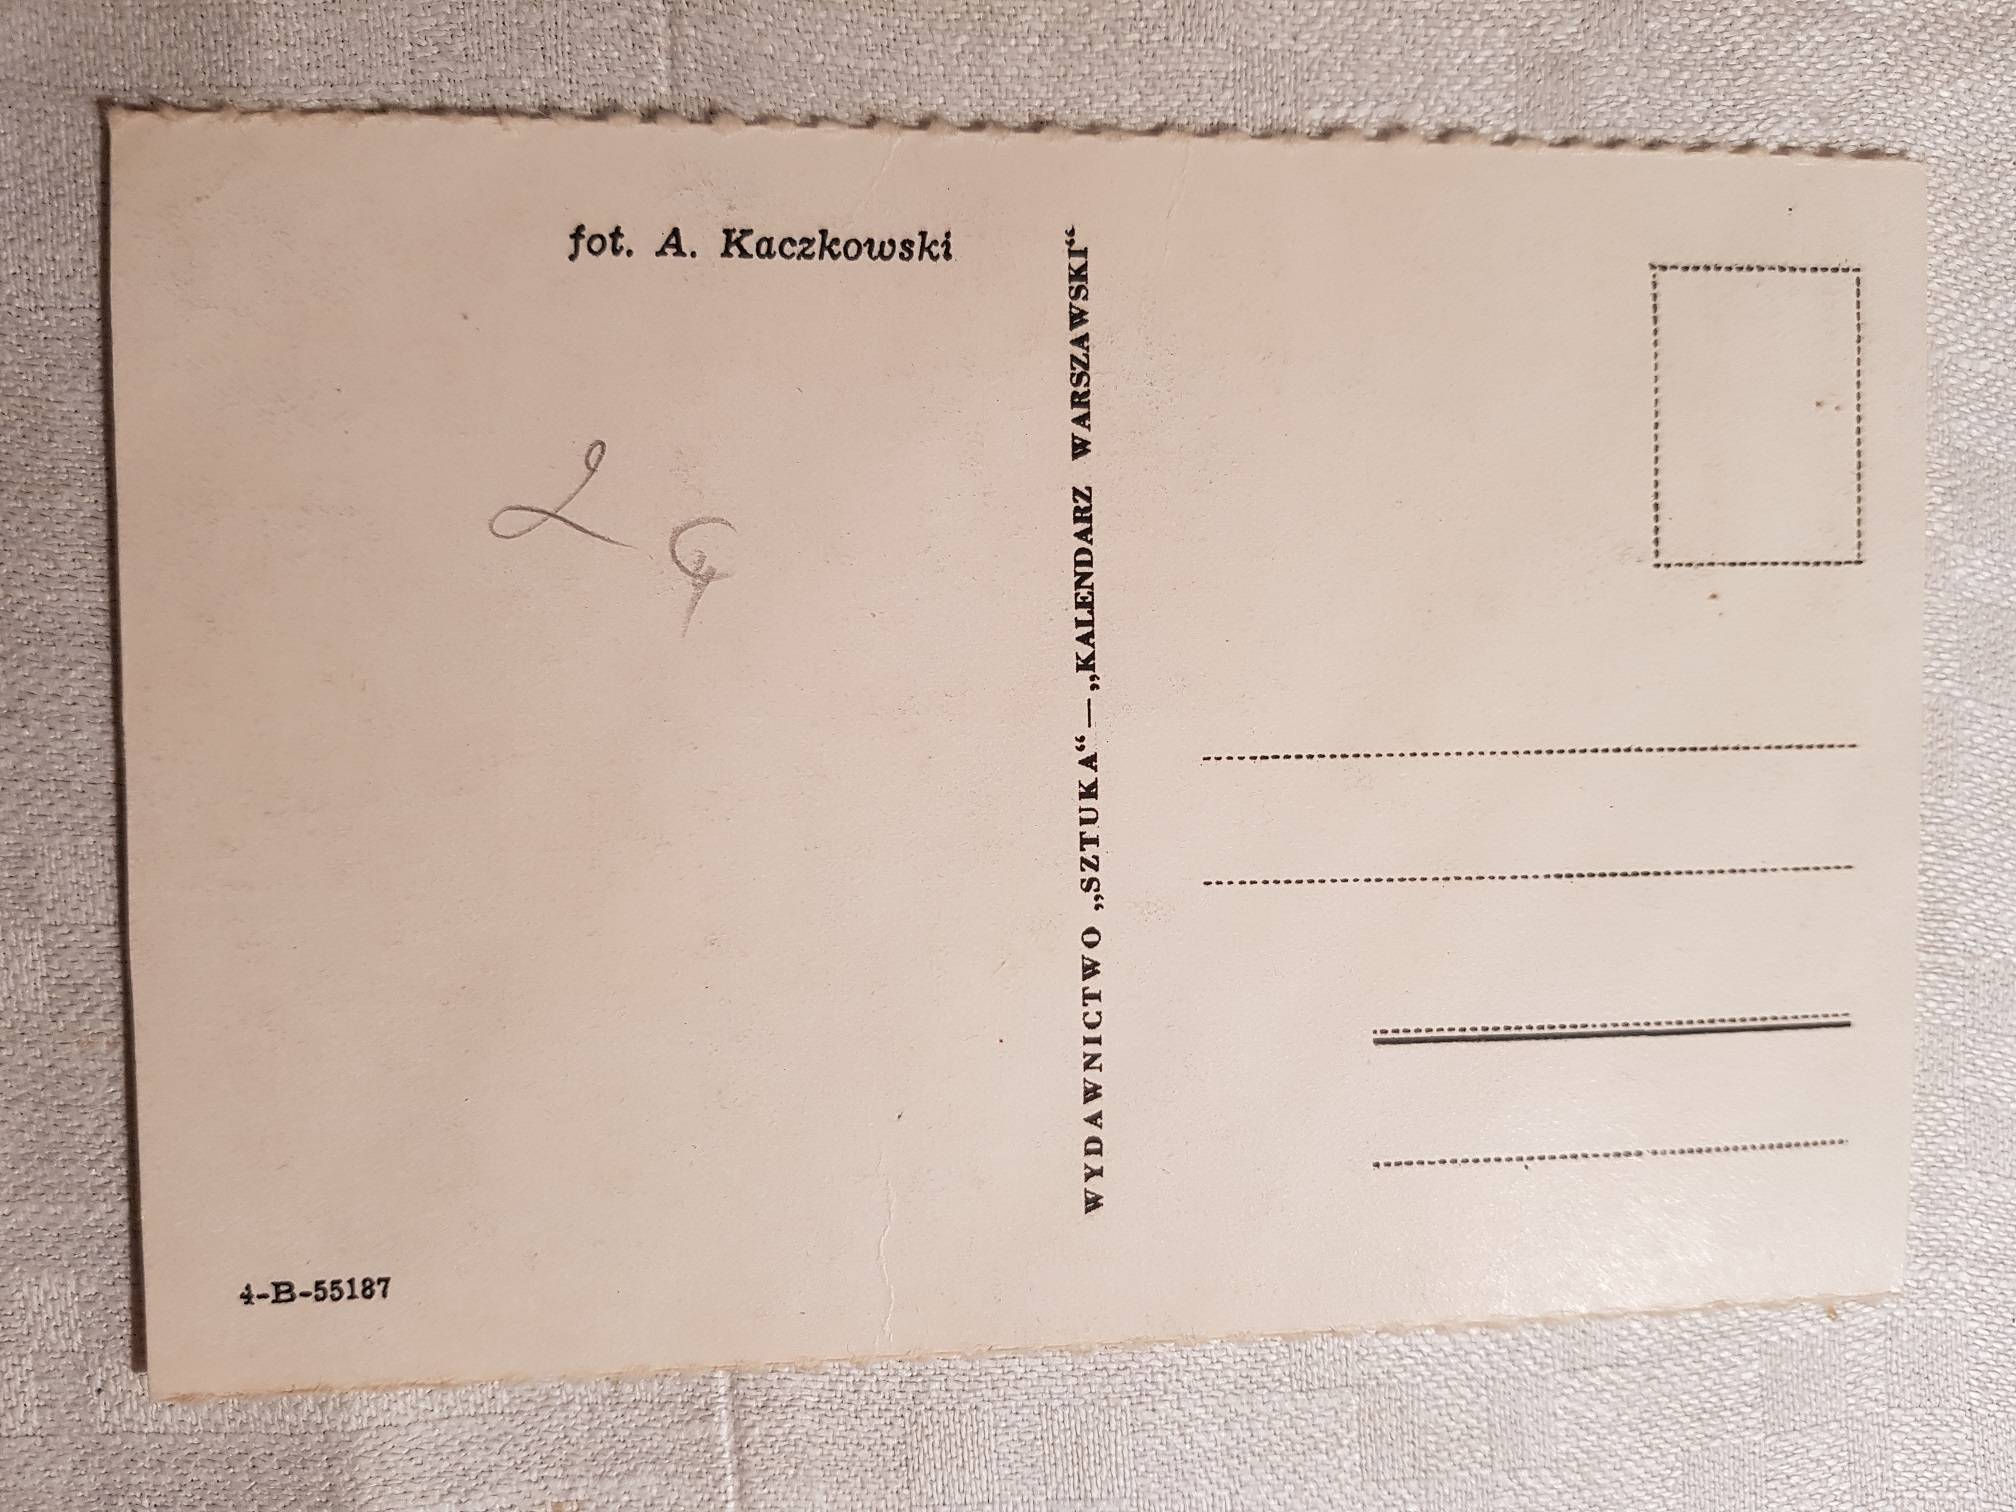 fot. A. Kaczkowski
WYDAWNICTWO „SZTUKA“ — „KALENDARZ WARSZAWSKI“
4-B-55187